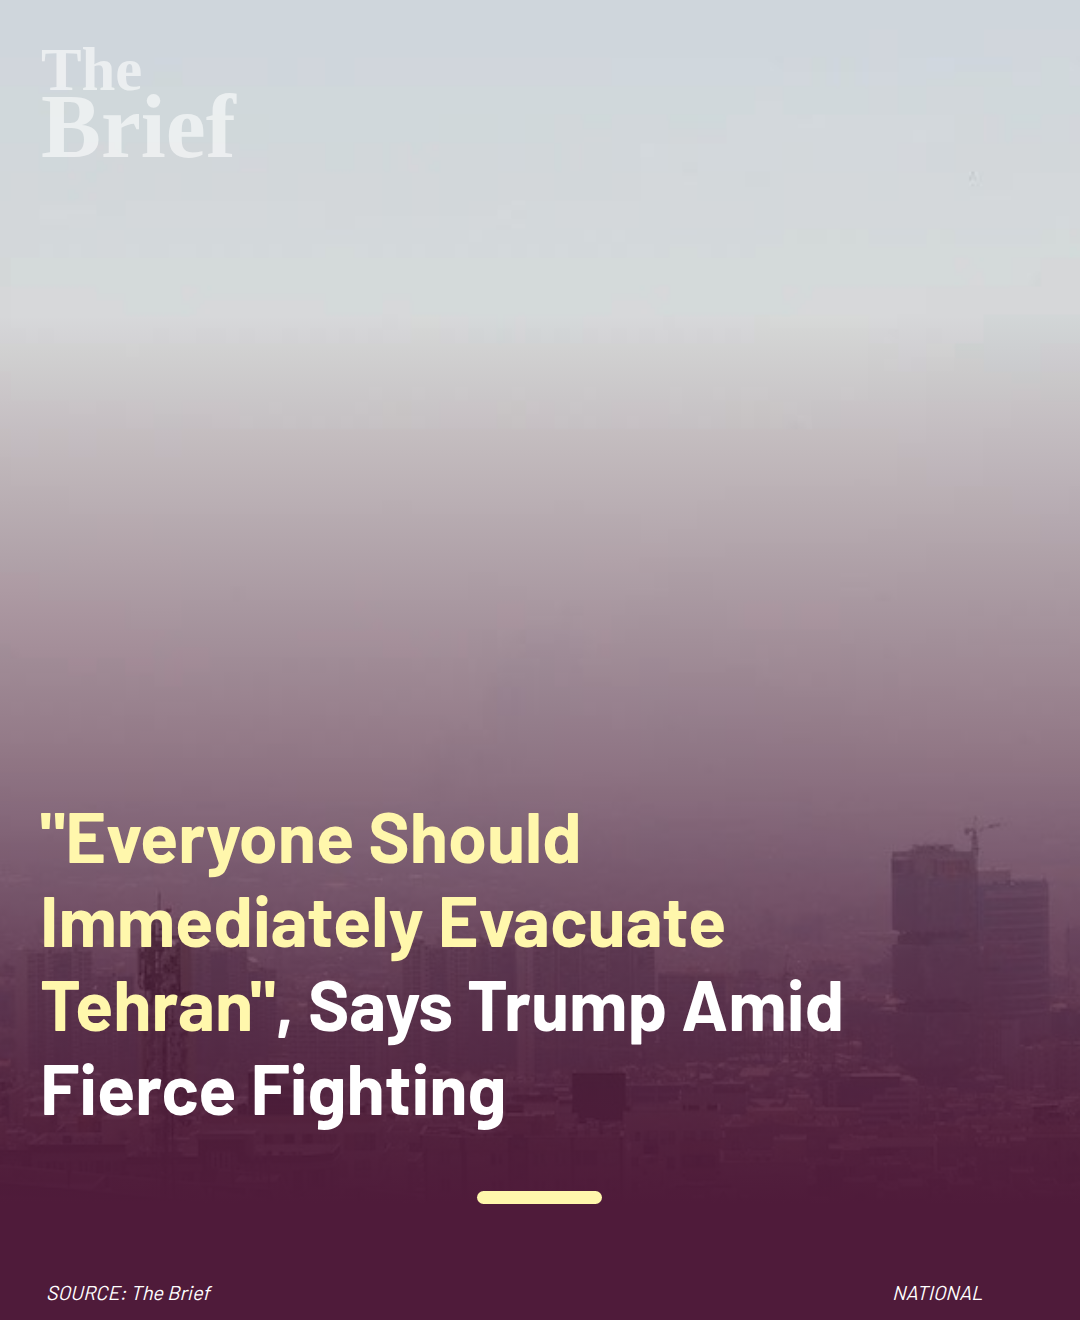 The
Brief
"Everyone Should
Immediately Evacuate
Tehran", Says Trump Amid
Fierce Fighting
SOURCE: The Brief
NATIONAL